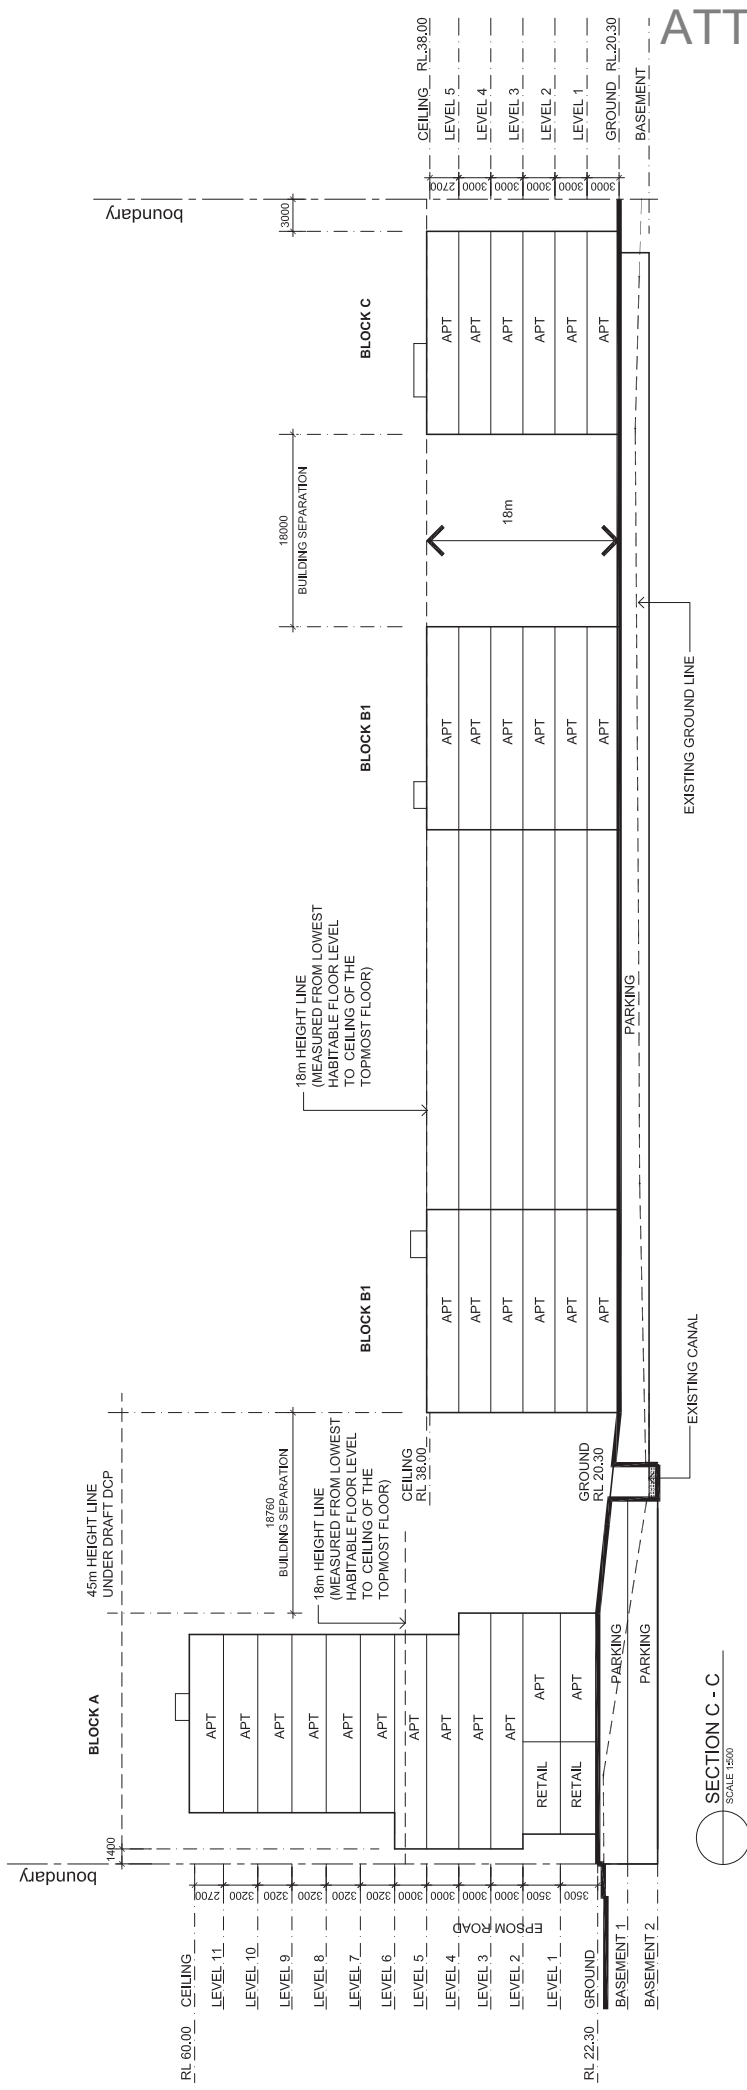 ATT
boundary
1400
45m HEIGHT LINE
UNDER DRAFT DCP
BLOCK A
18760
BUILDING SEPARATION
18m HEIGHT LINE
(MEASURED FROM LOWEST
HABITABLE FLOOR LEVEL
TO CEILING OF THE
TOPMOST FLOOR)
CEILING
RL 38.00
GROUND
RL 20.30
RL 60.00 CEILING
LEVEL 11
LEVEL 10
LEVEL 9
LEVEL 8
LEVEL 7
LEVEL 6
LEVEL 5
LEVEL 4
LEVEL 3
LEVEL 2
LEVEL 1
RL 22.30 GROUND
BASEMENT 1
BASEMENT 2
2700
3200
3200
3200
3200
3200
3000
3000
3000
3000
3500
3500
EPSOM ROAD
APT
APT
APT
APT
APT
APT
APT
APT
APT
APT
RETAIL APT
RETAIL APT
PARKING
PARKING
BLOCK B1
APT
APT
APT
APT
APT
APT
EXISTING CANAL
18m HEIGHT LINE
(MEASURED FROM LOWEST
HABITABLE FLOOR LEVEL
TO CEILING OF THE
TOPMOST FLOOR)
PARKING
BLOCK B1
APT
APT
APT
APT
APT
APT
EXISTING GROUND LINE
18000
BUILDING SEPARATION
18m
BLOCK C
APT
APT
APT
APT
APT
APT
3000
boundary
2700
3000
3000
3000
3000
3000
CEILING RL.38.00
LEVEL 5
LEVEL 4
LEVEL 3
LEVEL 2
LEVEL 1
GROUND RL.20.30
BASEMENT
SECTION C - C
SCALE 1:500